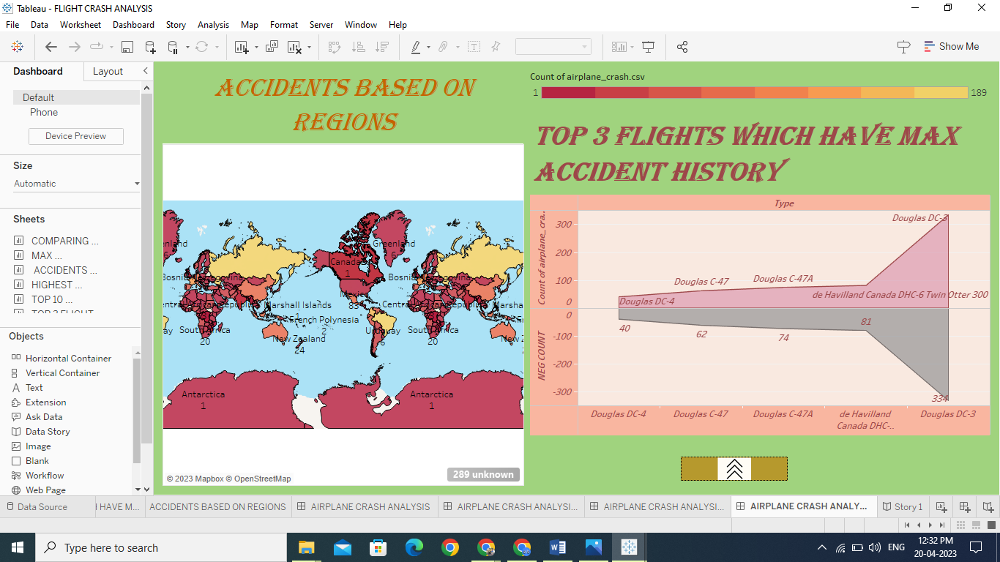 Tableau - FLIGHT CRASH ANALYSIS
File Data Worksheet Dashboard Story Analysis Map Format Server Window Help
Show Me
Dashboard Layout
Default
Phone
Device Preview
Size
Automatic
Sheets
COMPARING ...
MAX ...
ACCIDENTS ...
HIGHEST ...
TOP 10 ...
TOP 3 FLIGHT
Objects
Horizontal Container
Vertical Container
Text
Extension
Ask Data
Data Story
Image
Blank
Workflow
Web Page
ACCIDENTS BASED ON
REGIONS
Greenland
Canada
1
Bosnia Herzegovina
Bosnia Herzegovina
Mexico
83
Central African Republic
Marshall Islands
1
Central African Republic
French Polynesia
2
South Africa
20
New Zealand
24
Uruguay
6
South Africa
20
Antarctica
1
Antarctica
1
© 2023 Mapbox © OpenStreetMap
289 unknown
Count of airplane_crash.csv
1 189
TOP 3 FLIGHTS WHICH HAVE MAX
ACCIDENT HISTORY
Type
Count of airplane_cra..
300
200
100
0
Douglas DC-4
Douglas C-47
Douglas C-47A
de Havilland Canada DHC-6 Twin Otter 300
Douglas DC-3
NEG COUNT
0
-100
-200
-300
40
62
74
81
334
Douglas DC-4
Douglas C-47
Douglas C-47A
de Havilland
Canada DHC-..
Douglas DC-3
Data Source I HAVE M... ACCIDENTS BASED ON REGIONS AIRPLANE CRASH ANALYSIS AIRPLANE CRASH ANALYSI... AIRPLANE CRASH ANALYSI... AIRPLANE CRASH ANALY... Story 1
Type here to search
ENG
12:32 PM
20-04-2023